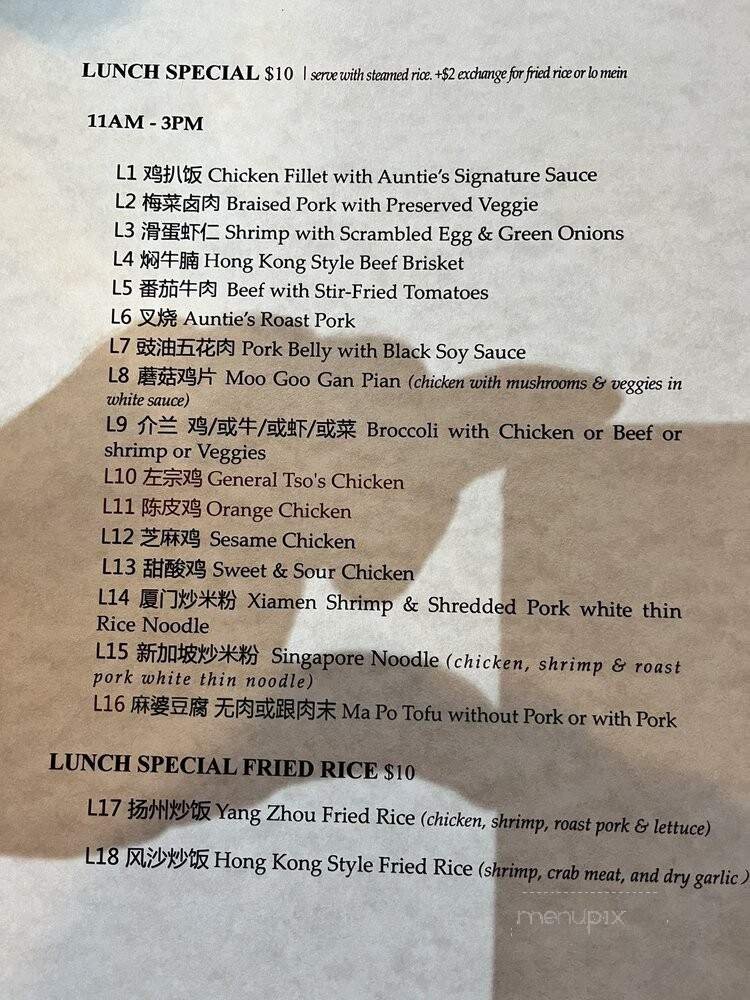 LUNCH SPECIAL $10 | serve with steamed rice. +$2 exchange for fried rice or lo mein
11AM - 3PM
L1 鸡扒饭 Chicken Fillet with Auntie's Signature Sauce
L2 梅菜卤肉 Braised Pork with Preserved Veggie
L3 滑蛋虾仁 Shrimp with Scrambled Egg & Green Onions
L4 焖牛腩 Hong Kong Style Beef Brisket
L5 番茄牛肉 Beef with Stir-Fried Tomatoes
L6 叉烧 Auntie's Roast Pork
L7 豉油五花肉 Pork Belly with Black Soy Sauce
L8 蘑菇鸡片 Moo Goo Gan Pian (chicken with mushrooms & veggies in
white sauce)
L9 介兰 鸡/或牛/或虾/或菜 Broccoli with Chicken or Beef or
shrimp or Veggies
L10 左宗鸡 General Tso's Chicken
L11 陈皮鸡 Orange Chicken
L12 芝麻鸡 Sesame Chicken
L13 甜酸鸡 Sweet & Sour Chicken
L14 厦门炒米粉 Xiamen Shrimp & Shredded Pork white thin
Rice Noodle
L15 新加坡炒米粉 Singapore Noodle (chicken, shrimp & roast
pork white thin noodle)
L16 麻婆豆腐 无肉或跟肉末 Ma Po Tofu without Pork or with Pork
LUNCH SPECIAL FRIED RICE $10
L17 扬州炒饭 Yang Zhou Fried Rice (chicken, shrimp, roast pork & lettuce)
L18 风沙炒饭 Hong Kong Style Fried Rice (shrimp, crab meat, and dry garlic )
menupix